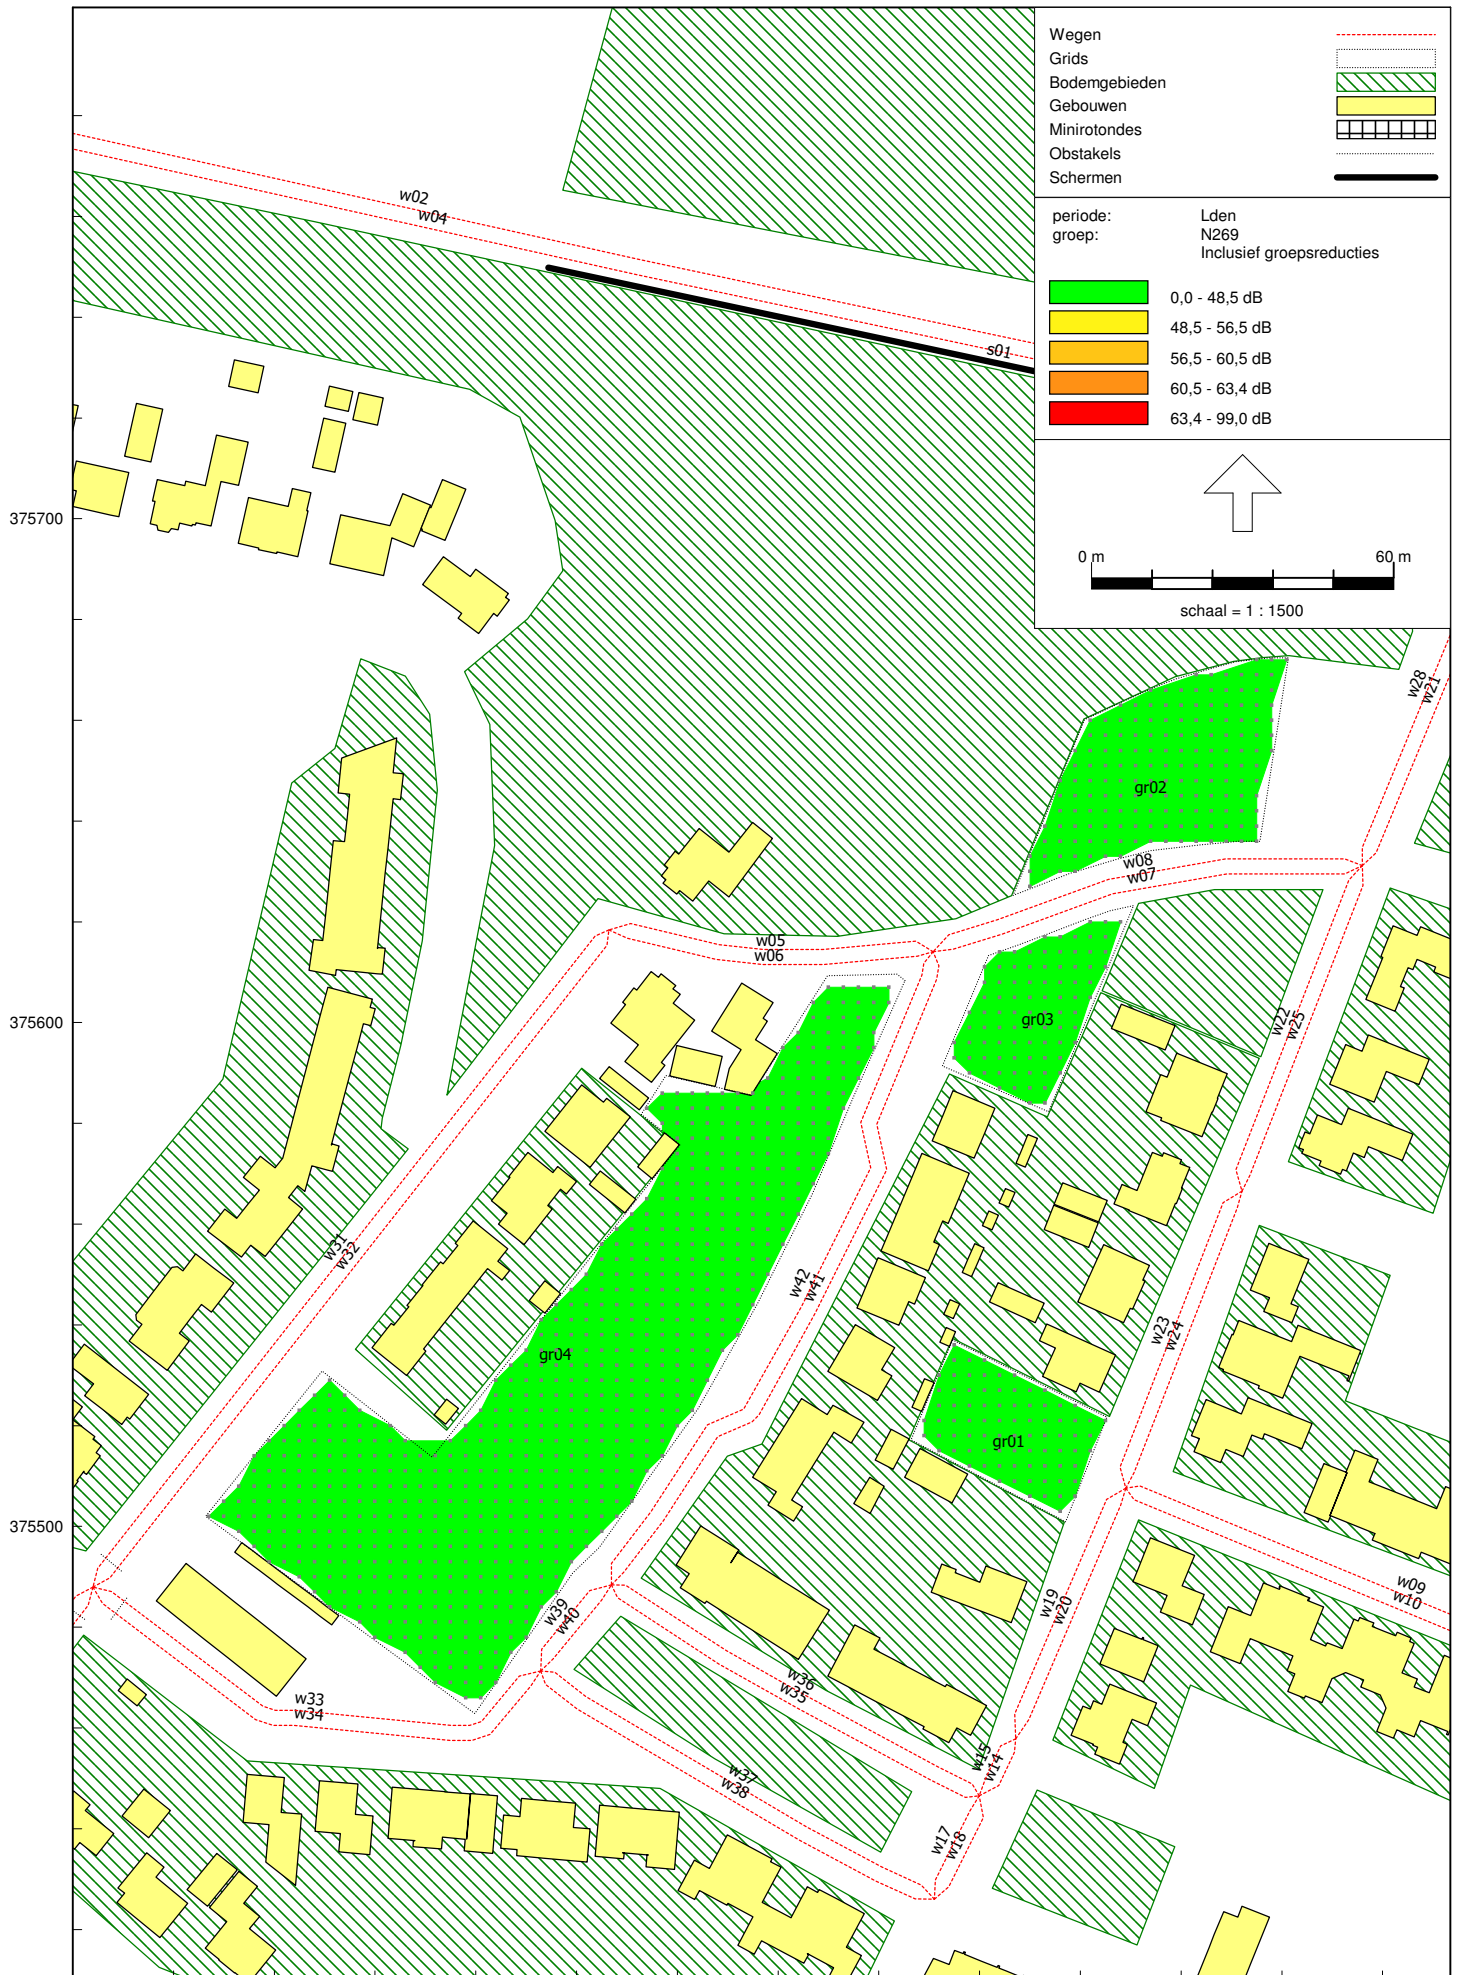 Wegen
Grids
Bodemgebieden
Gebouwen
Minirotondes
Obstakels
Schermen
periode: Lden
groep: N269
Inclusief groepsreducties
0,0 - 48,5 dB
48,5 - 56,5 dB
56,5 - 60,5 dB
60,5 - 63,4 dB
63,4 - 99,0 dB
0 m 60 m
schaal = 1 : 1500
w02
w04
s01
375700
w28
w21
gr02
w08
w07
w05
w06
gr03
375600
w22
w25
w31
w32
w42
w41
w23
w24
gr04
gr01
375500
w09
w10
w39
w40
w19
w20
w36
w35
w33
w34
w15
w14
w37
w38
w17
w18